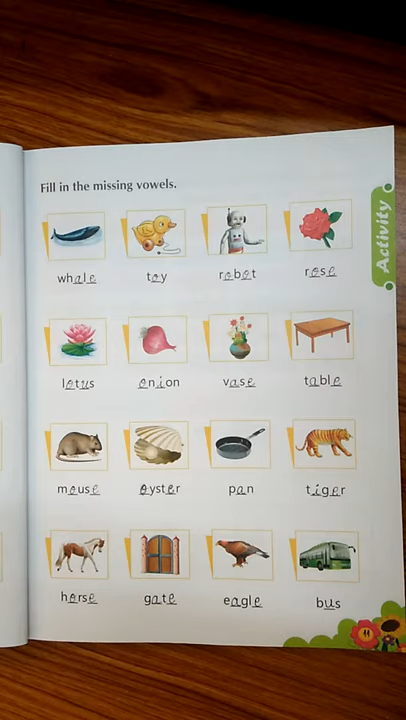 Fill in the missing vowels.
Activity
whale toy robot rose
lotus onion vase table
mouse oyster pan tiger
horse gate eagle bus